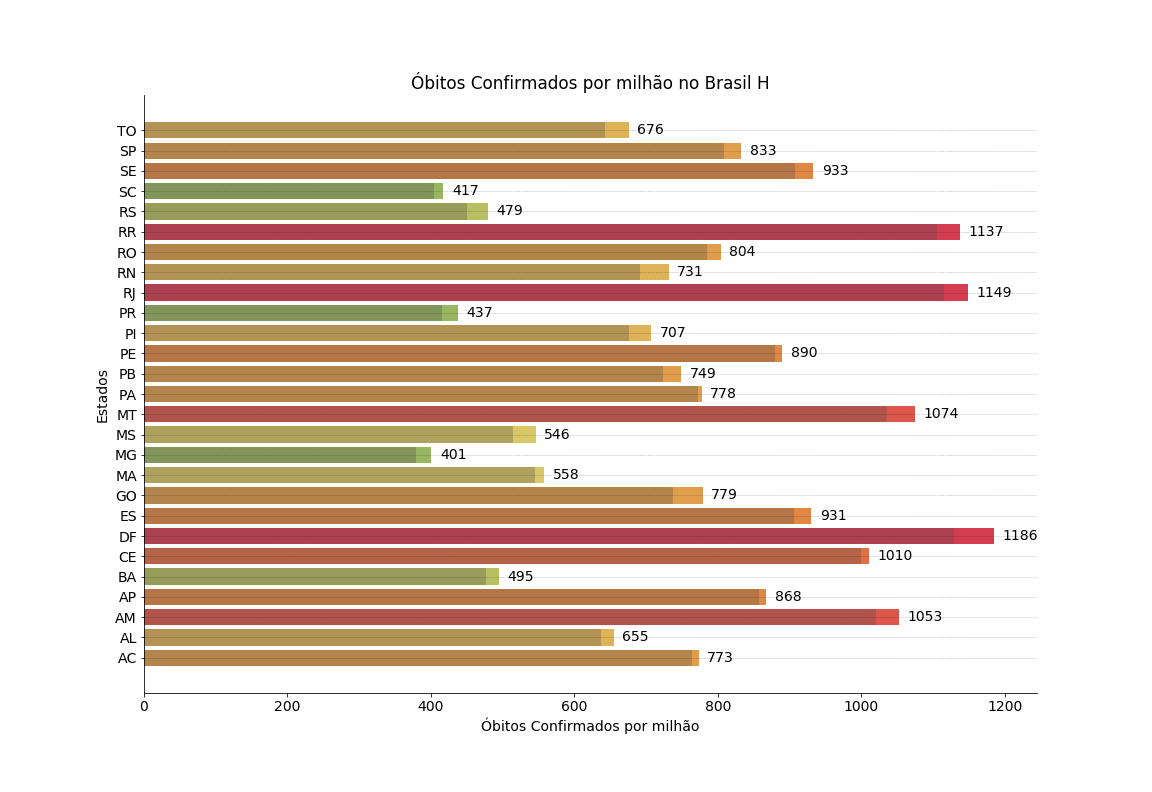 Óbitos Confirmados por milhão no Brasil H
TO 676
SP 833
SE 933
SC 417
RS 479
RR 1137
RO 804
RN 731
RJ 1149
PR 437
PI 707
PE 890
PB 749
PA 778
MT 1074
MS 546
MG 401
MA 558
GO 779
ES 931
DF 1186
CE 1010
BA 495
AP 868
AM 1053
AL 655
AC 773
Estados
0 200 400 600 800 1000 1200
Óbitos Confirmados por milhão